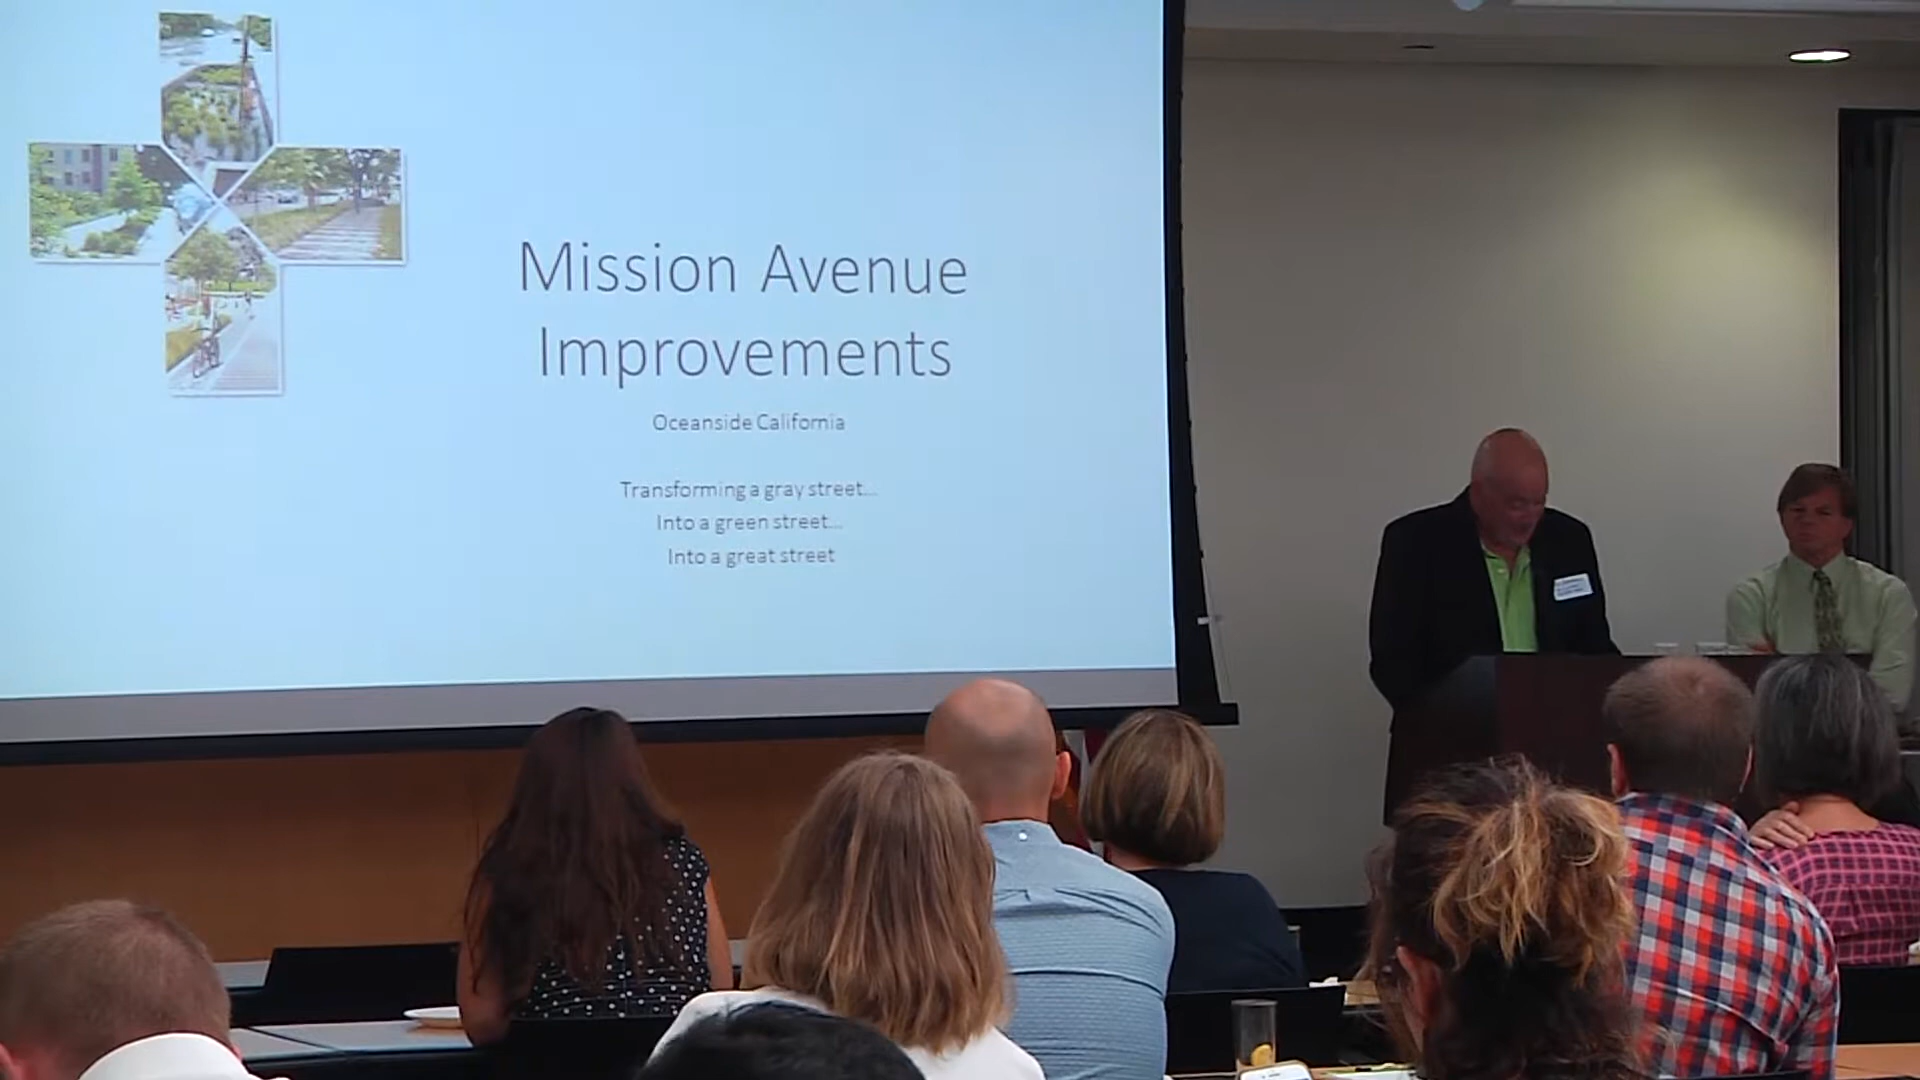 Mission Avenue
Improvements
Oceanside California
Transforming a gray street...
Into a green street...
Into a great street